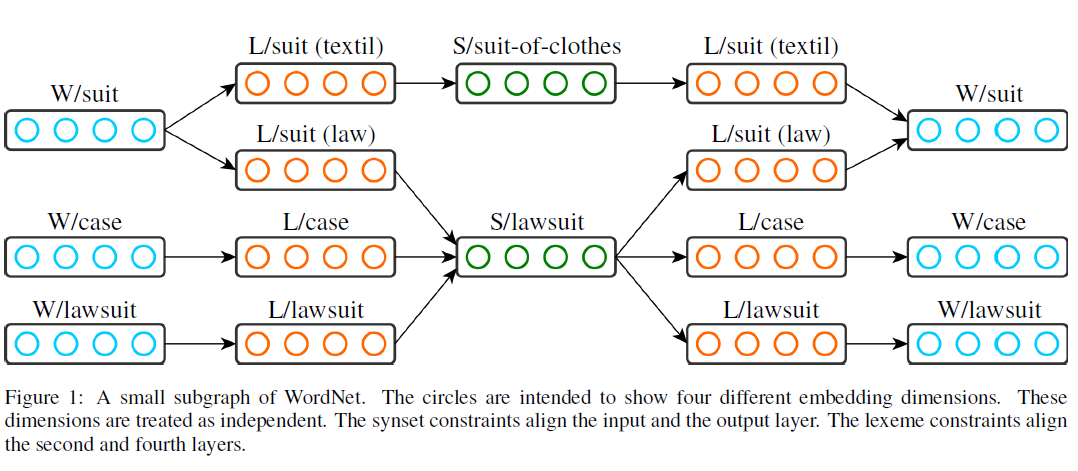 L/suit (textil)
S/suit-of-clothes
L/suit (textil)
W/suit
W/suit
L/suit (law)
L/suit (law)
W/case
L/case
S/lawsuit
L/case
W/case
W/lawsuit
L/lawsuit
L/lawsuit
W/lawsuit
Figure 1: A small subgraph of WordNet. The circles are intended to show four different embedding dimensions. These
dimensions are treated as independent. The synset constraints align the input and the output layer. The lexeme constraints align
the second and fourth layers.